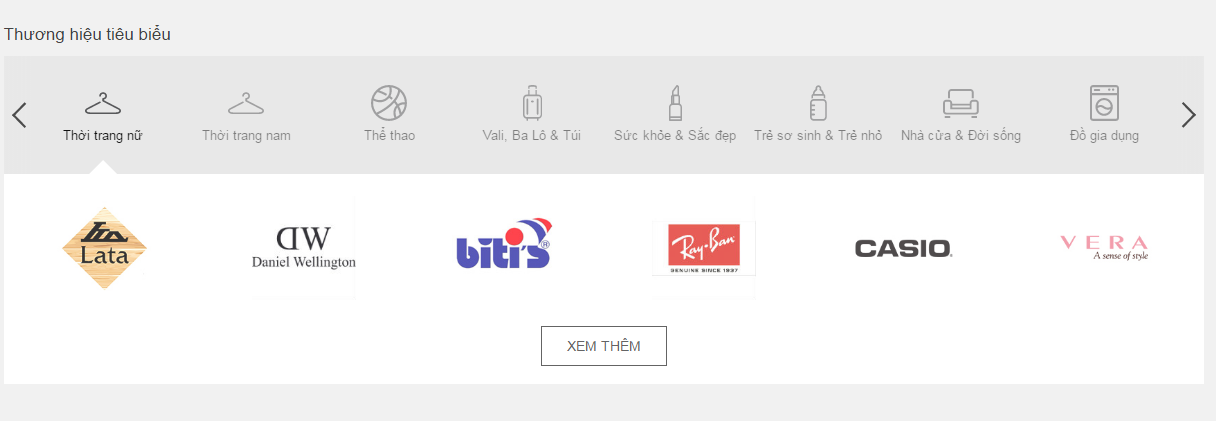 Thương hiệu tiêu biểu
Thời trang nữ
Thời trang nam
Thể thao
Vali, Ba Lô & Túi
Sức khỏe & Sắc đẹp
Trẻ sơ sinh & Trẻ nhỏ
Nhà cửa & Đời sống
Đồ gia dụng
Lata
DW
Daniel Wellington
biti's®
Ray-Ban
GENUINE SINCE 1937
CASIO
VERA
A sense of style
XEM THÊM